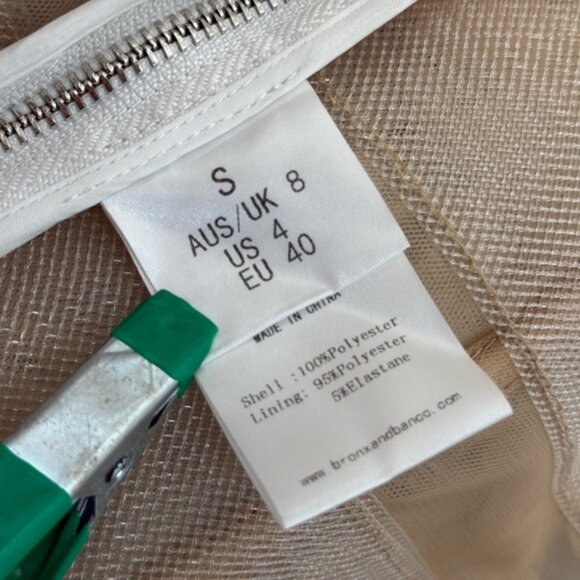 S
AUS/UK 8
US 4
EU 40
MADE IN CHINA
Shell :100%Polyester
Lining: 95%Polyester
5%Elastane
www.bronxandbanco.com